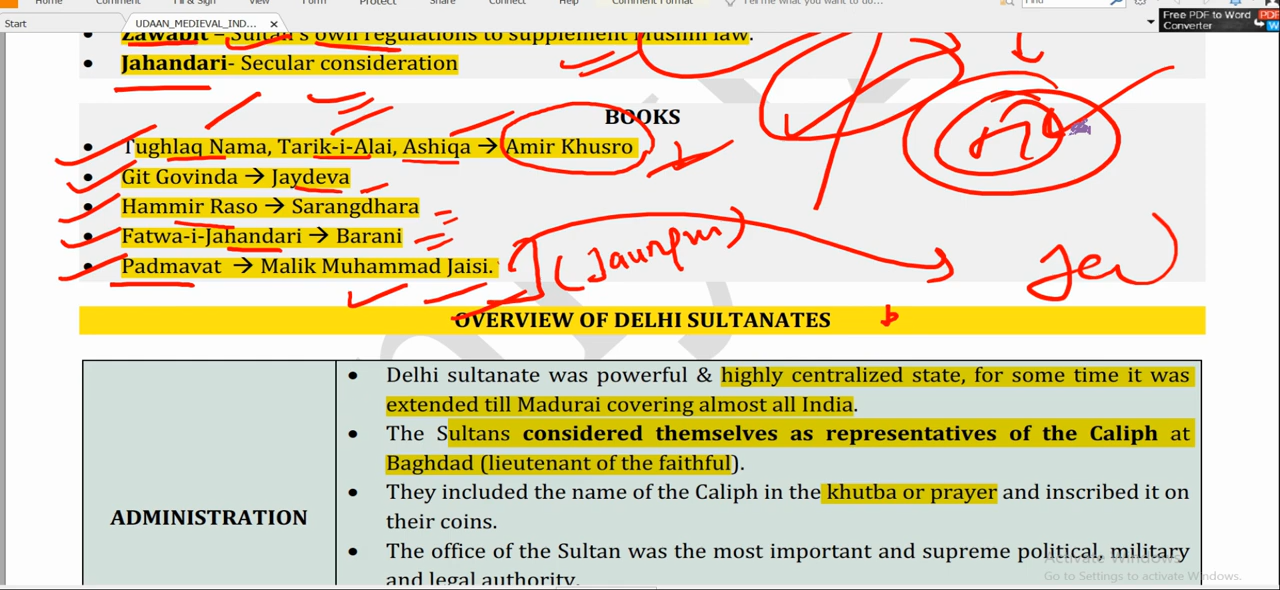 Home Comment Fill & Sign View Form Protect Share Connect Help Comment Format Tell me what you want to do... Find
Start UDAAN_MEDIEVAL_IND... ×
Free PDF to Word
Converter
• Zawabit – Sultan's own regulations to supplement Muslim law.
• Jahandari- Secular consideration
BOOKS
• Tughlaq Nama, Tarik-i-Alai, Ashiqa → Amir Khusro
• Git Govinda → Jaydeva
• Hammir Raso → Sarangdhara
• Fatwa-i-Jahandari → Barani
• Padmavat → Malik Muhammad Jaisi.
(Jaunpur)
OVERVIEW OF DELHI SULTANATES
ADMINISTRATION
• Delhi sultanate was powerful & highly centralized state, for some time it was
extended till Madurai covering almost all India.
• The Sultans considered themselves as representatives of the Caliph at
Baghdad (lieutenant of the faithful).
• They included the name of the Caliph in the khutba or prayer and inscribed it on
their coins.
• The office of the Sultan was the most important and supreme political, military
and legal authority.
Activate Windows
Go to Settings to activate Windows.